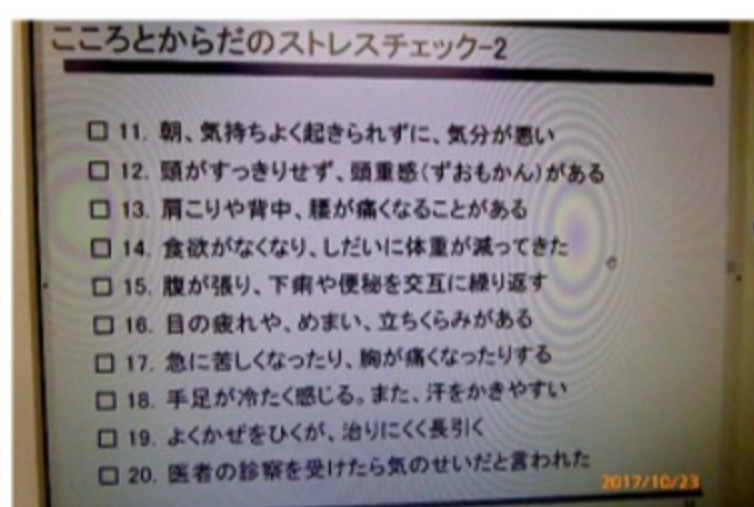 こころとからだのストレスチェック-2
□ 11. 朝、気持ちよく起きられずに、気分が悪い
□ 12. 頭がすっきりせず、頭重感(ずおもかん)がある
□ 13. 肩こりや背中、腰が痛くなることがある
□ 14. 食欲がなくなり、しだいに体重が減ってきた
□ 15. 腹が張り、下痢や便秘を交互に繰り返す
□ 16. 目の疲れや、めまい、立ちくらみがある
□ 17. 急に苦しくなったり、胸が痛くなったりする
□ 18. 手足が冷たく感じる。また、汗をかきやすい
□ 19. よくかぜをひくが、治りにくく長引く
□ 20. 医者の診察を受けたら気のせいだと言われた
2017/10/23